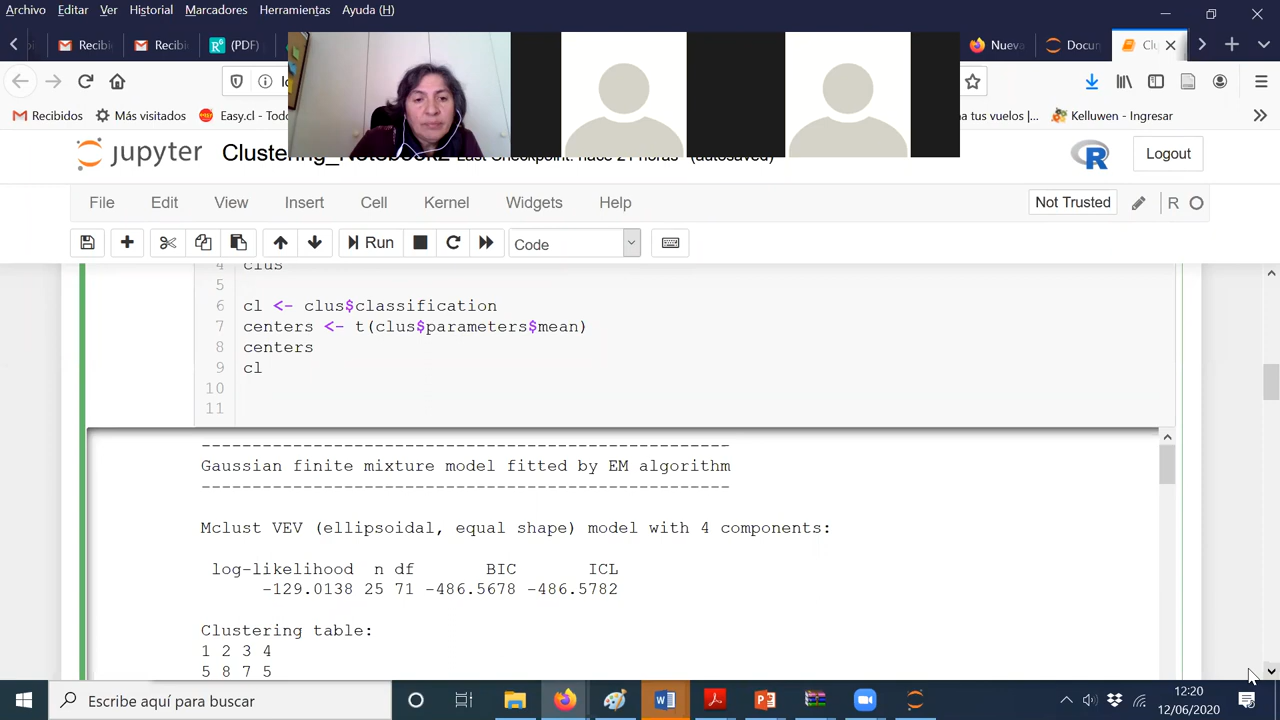 Archivo Editar Ver Historial Marcadores Herramientas Ayuda (H)
Recibi Recibi (PDF) Nueva Docun Clu
Recibidos Más visitados Easy.cl - Tod na tus vuelos |... Kelluwen - Ingresar
jupyter Logout
File Edit View Insert Cell Kernel Widgets Help Not Trusted R
Run Code
4 clus
5
6 cl <- clus$classification
7 centers <- t(clus$parameters$mean)
8 centers
9 cl
10
11
----------------------------------------------------
Gaussian finite mixture model fitted by EM algorithm
----------------------------------------------------
Mclust VEV (ellipsoidal, equal shape) model with 4 components:
log-likelihood n df BIC ICL
-129.0138 25 71 -486.5678 -486.5782
Clustering table:
1 2 3 4
5 8 7 5
Escribe aquí para buscar
12:20
12/06/2020